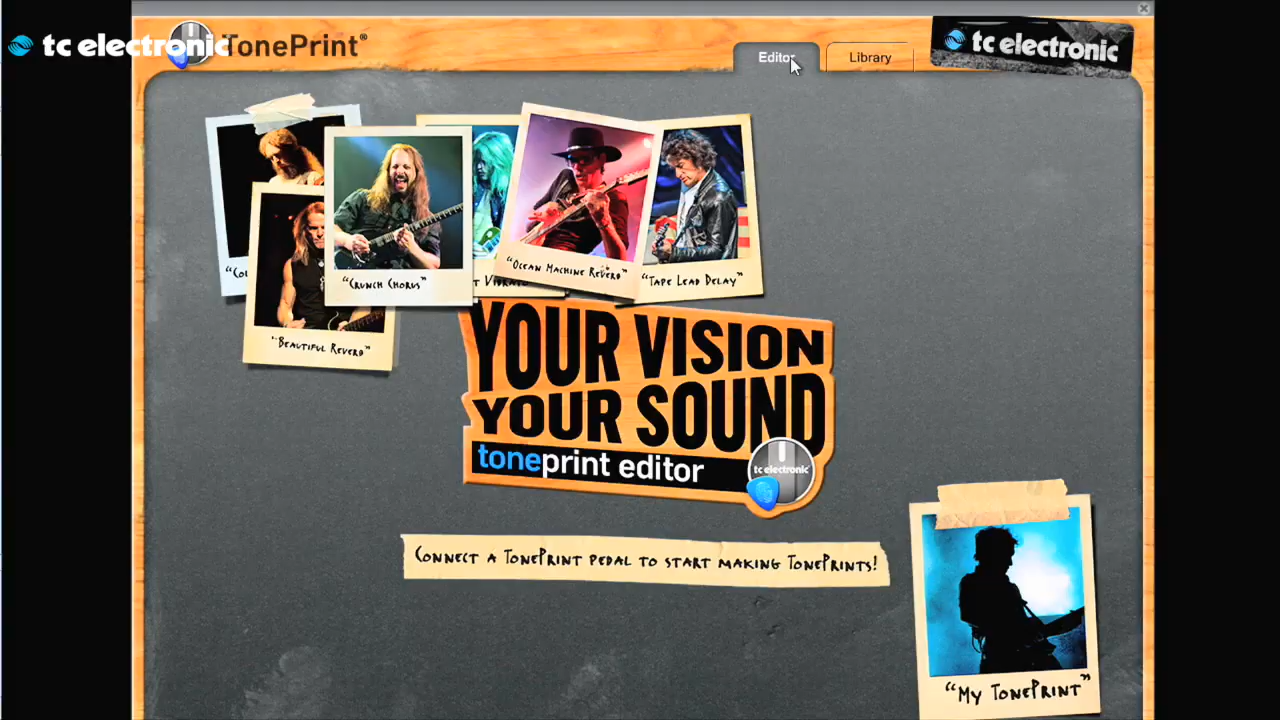 tc electronic
TonePrint®
Editor
Library
tc electronic
"Crunch Chorus"
"Ocean Machine Reverb"
"Tape Lead Delay"
"Beautiful Reverb"
YOUR VISION
YOUR SOUND
toneprint editor
tc electronic
Connect a TonePrint pedal to start making TonePrints!
"My TonePrint"